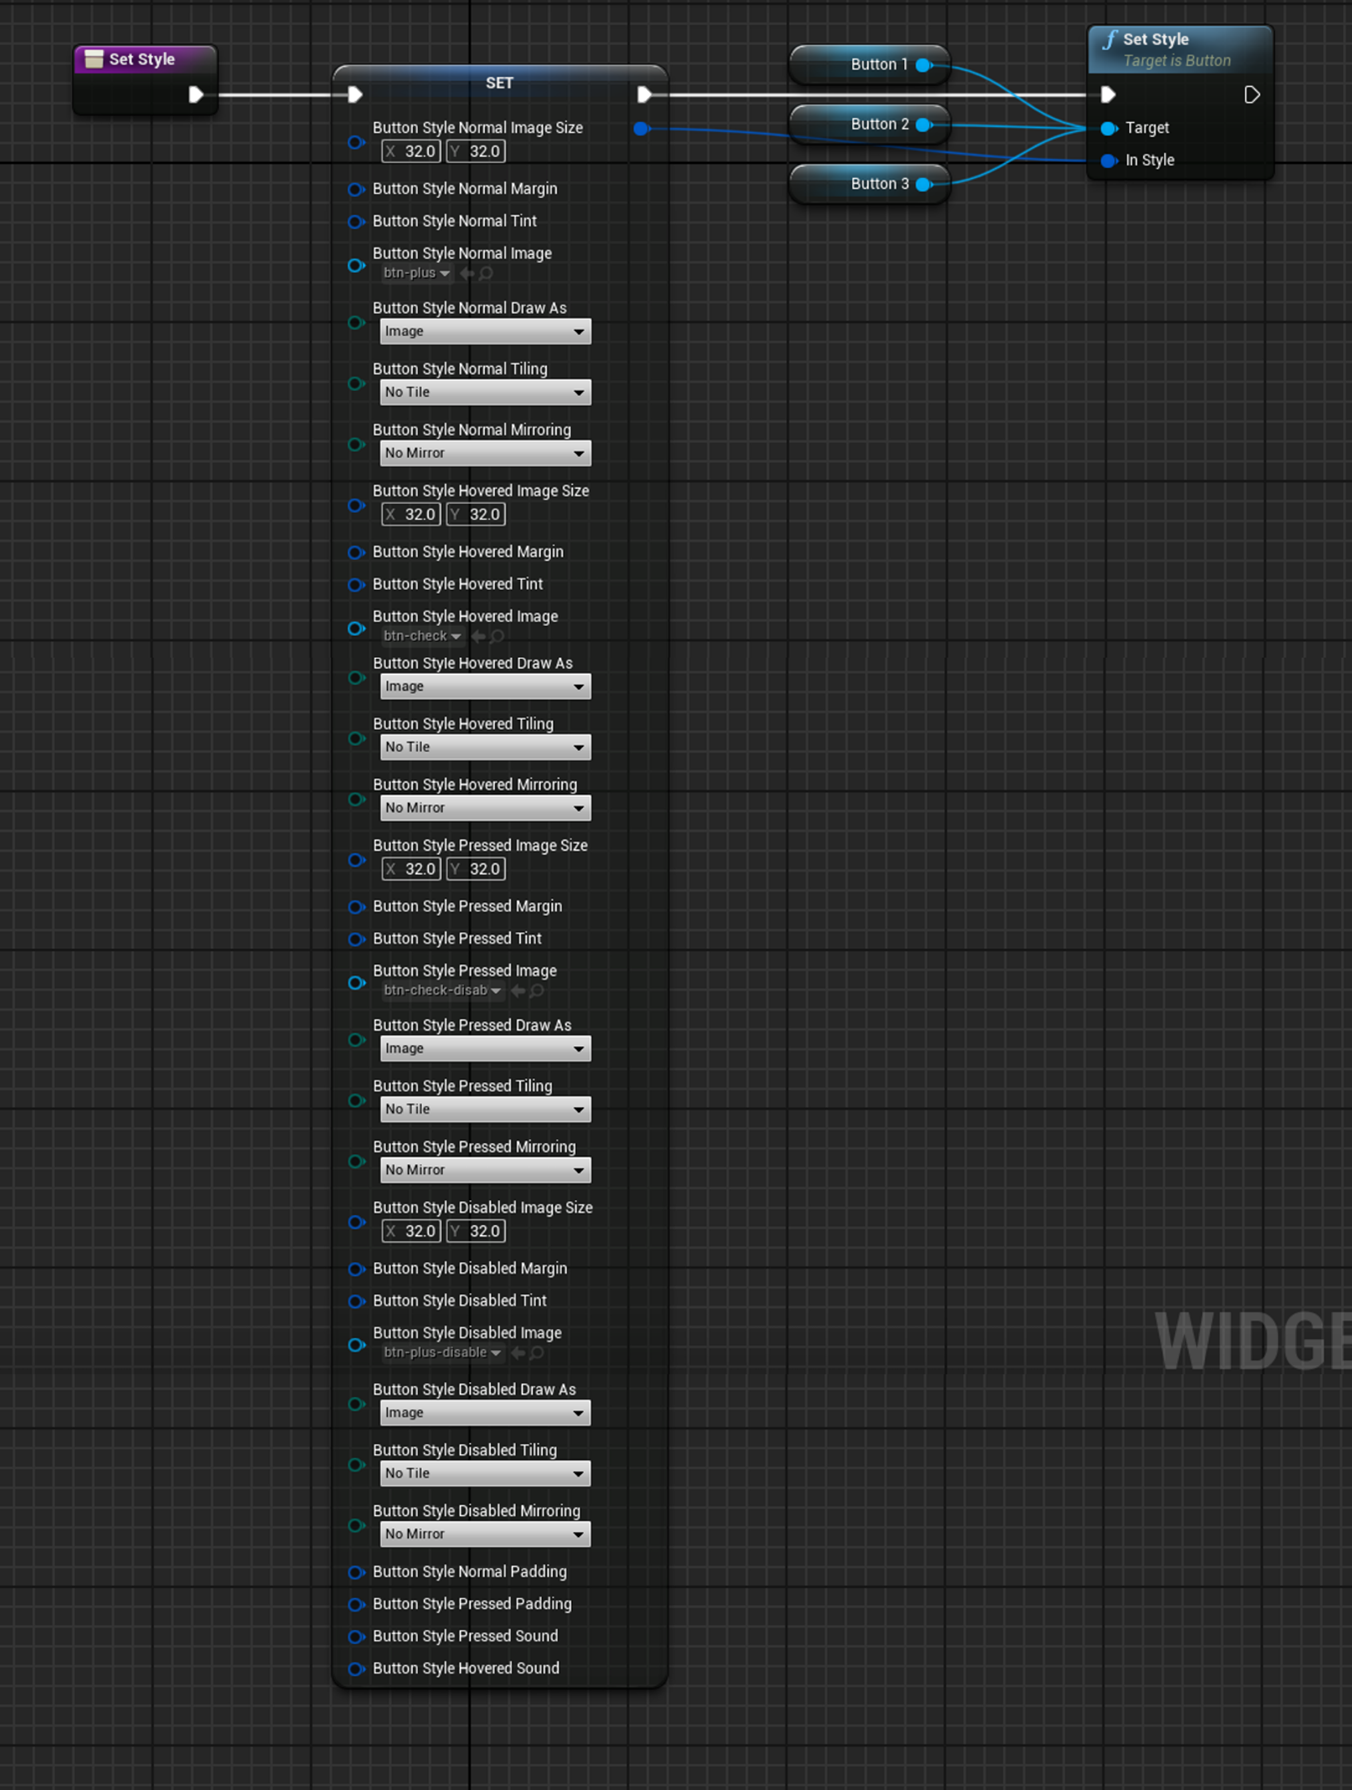 Set Style
SET
Button Style Normal Image Size
X 32.0 Y 32.0
Button Style Normal Margin
Button Style Normal Tint
Button Style Normal Image
btn-plus
Button Style Normal Draw As
Image
Button Style Normal Tiling
No Tile
Button Style Normal Mirroring
No Mirror
Button Style Hovered Image Size
X 32.0 Y 32.0
Button Style Hovered Margin
Button Style Hovered Tint
Button Style Hovered Image
btn-check
Button Style Hovered Draw As
Image
Button Style Hovered Tiling
No Tile
Button Style Hovered Mirroring
No Mirror
Button Style Pressed Image Size
X 32.0 Y 32.0
Button Style Pressed Margin
Button Style Pressed Tint
Button Style Pressed Image
btn-check-disab
Button Style Pressed Draw As
Image
Button Style Pressed Tiling
No Tile
Button Style Pressed Mirroring
No Mirror
Button Style Disabled Image Size
X 32.0 Y 32.0
Button Style Disabled Margin
Button Style Disabled Tint
Button Style Disabled Image
btn-plus-disable
Button Style Disabled Draw As
Image
Button Style Disabled Tiling
No Tile
Button Style Disabled Mirroring
No Mirror
Button Style Normal Padding
Button Style Pressed Padding
Button Style Pressed Sound
Button Style Hovered Sound
Button 1
Button 2
Button 3
f Set Style
Target is Button
Target
In Style
WIDGE